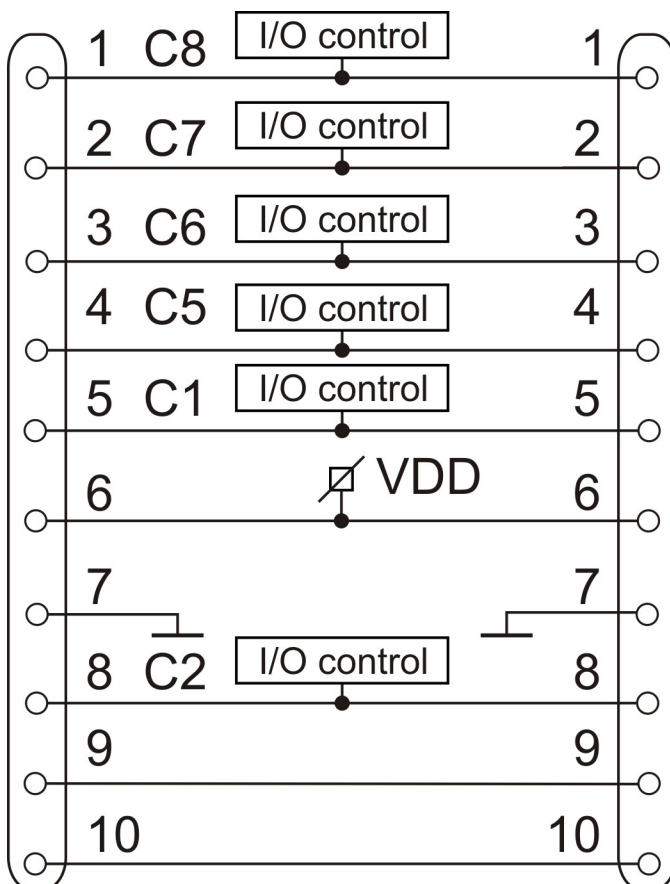 1 C8 I/O control 1
2 C7 I/O control 2
3 C6 I/O control 3
4 C5 I/O control 4
5 C1 I/O control 5
6 VDD 6
7 7
8 C2 I/O control 8
9 9
10 10